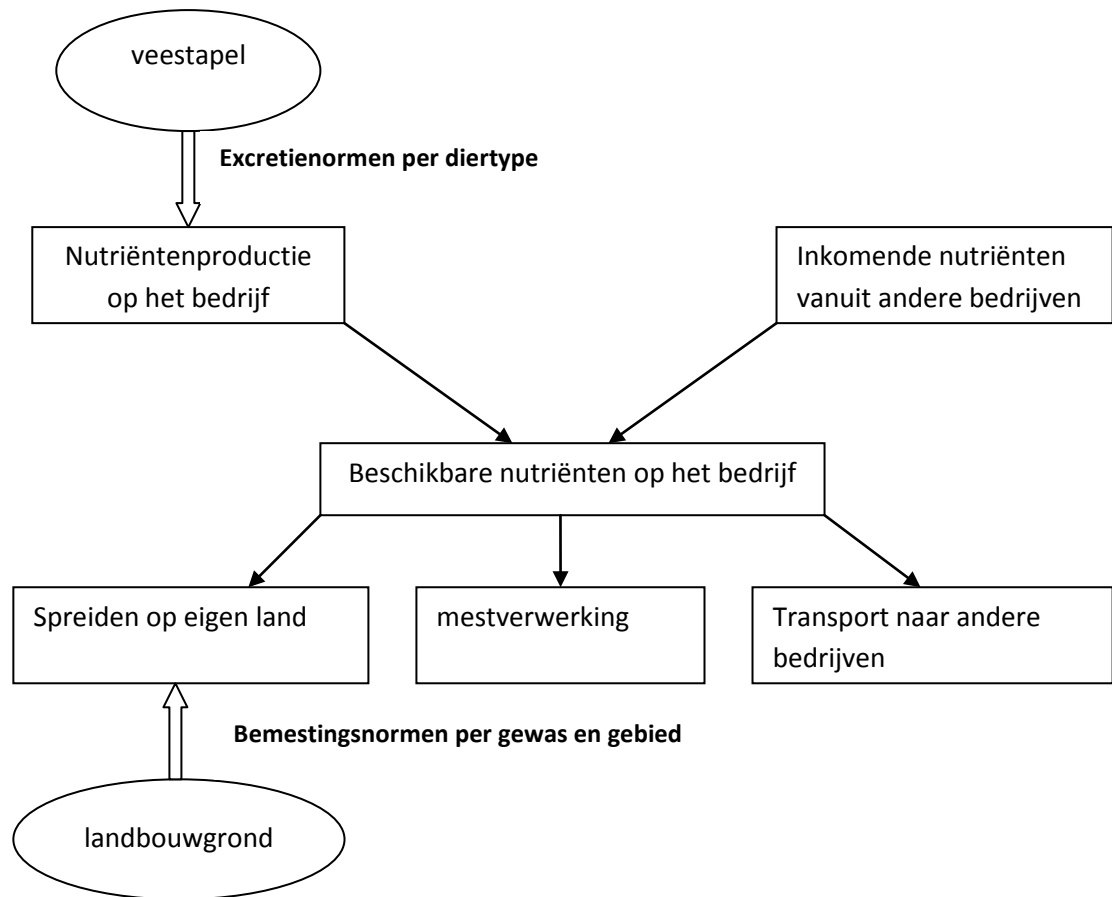 veestapel
Excretienormen per diertype
Nutriëntenproductie
op het bedrijf
Inkomende nutriënten
vanuit andere bedrijven
Beschikbare nutriënten op het bedrijf
Spreiden op eigen land
mestverwerking
Transport naar andere
bedrijven
Bemestingsnormen per gewas en gebied
landbouwgrond